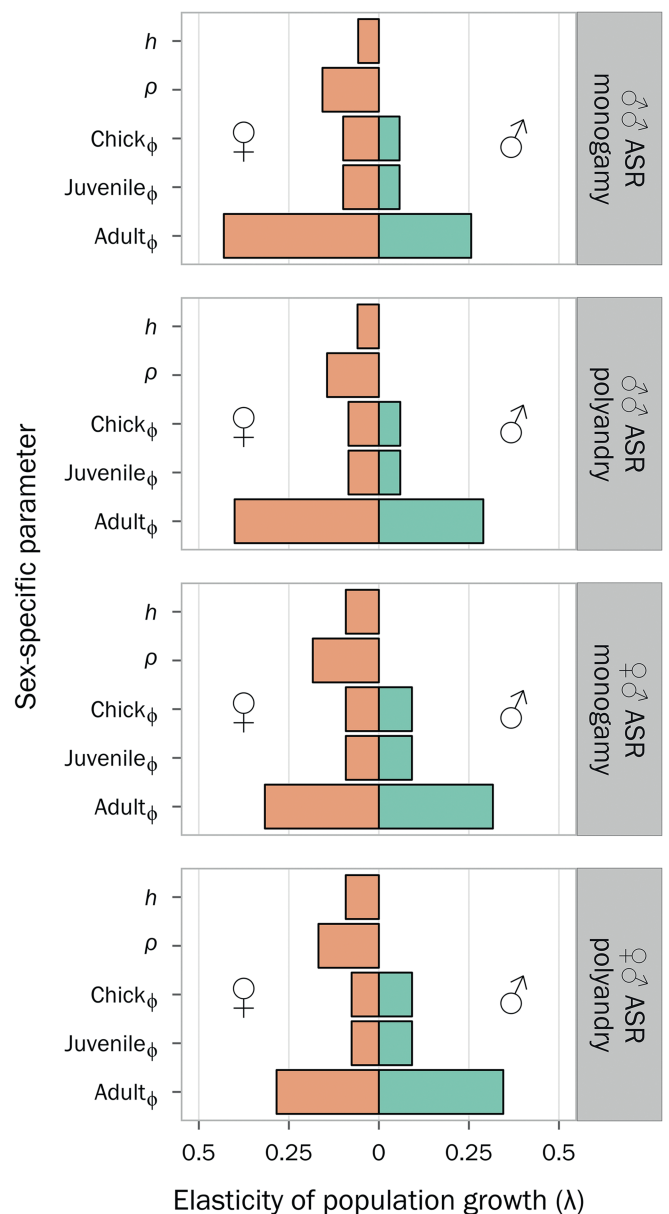 Sex-specific parameter
h
ρ
Chickϕ
Juvenileϕ
Adultϕ
♀
♂
♂♂ ASR
monogamy
h
ρ
Chickϕ
Juvenileϕ
Adultϕ
♀
♂
♂♂ ASR
polyandry
h
ρ
Chickϕ
Juvenileϕ
Adultϕ
♀
♂
♀♂ ASR
monogamy
h
ρ
Chickϕ
Juvenileϕ
Adultϕ
♀
♂
♀♂ ASR
polyandry
0.5 0.25 0 0.25 0.5
Elasticity of population growth (λ)